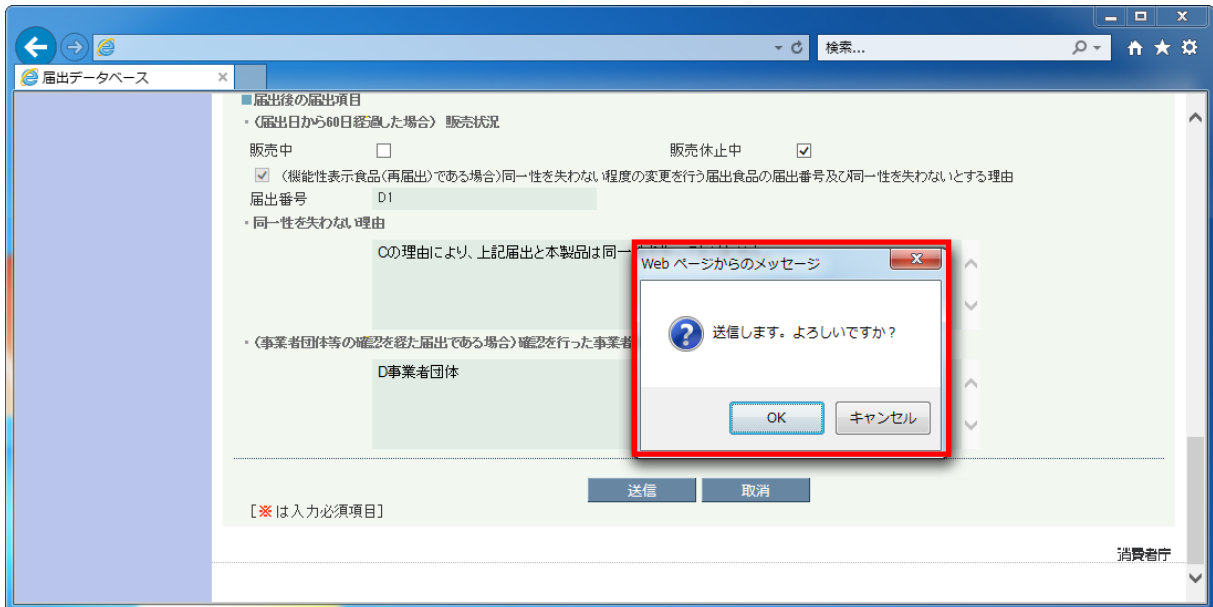 検索...
届出データベース
■届出後の届出項目
・(届出日から60日経過した場合) 販売状況
販売中 販売休止中
(機能性表示食品(再届出)である場合)同一性を失わない程度の変更を行う届出食品の届出番号及び同一性を失わないとする理由
届出番号 D1
・同一性を失わない理由
Cの理由により、上記届出と本製品は同一
Web ページからのメッセージ
送信します。よろしいですか?
・(事業者団体等の確認を経た届出である場合)確認を行った事業者
D事業者団体
OK キャンセル
送信 取消
[※は入力必須項目]
消費者庁